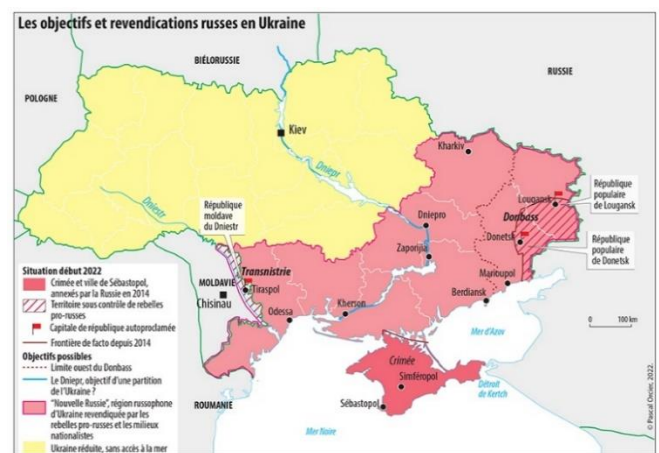 Les objectifs et revendications russes en Ukraine
BIÉLORUSSIE
RUSSIE
POLOGNE
Kiev
Dniepr
Kharkiv
Dniestr
République
moldave
du Dniestr
Lougansk
République
populaire
de Lougansk
Donbass
Dniepro
Donetsk
République
populaire
de Donetsk
Zaporijia
Transnistrie
MOLDAVIE
Tiraspol
Chisinau
Marioupol
Berdiansk
Kherson
Odessa
Mer d'Azov
0 100 km
Crimée
Simféropol
Détroit
de Kertch
Sébastopol
ROUMANIE
Mer Noire
Situation début 2022
Crimée et ville de Sébastopol,
annexés par la Russie en 2014
Territoire sous contrôle de rebelles
pro-russes
Capitale de république autoproclamée
Frontière de facto depuis 2014
Objectifs possibles
Limite ouest du Donbass
Le Dniepr, objectif d'une partition
de l'Ukraine ?
"Nouvelle Russie", région russophone
d'Ukraine revendiquée par les
rebelles pro-russes et les milieux
nationalistes
Ukraine réduite, sans accès à la mer
© Pascal Orcier, 2022.